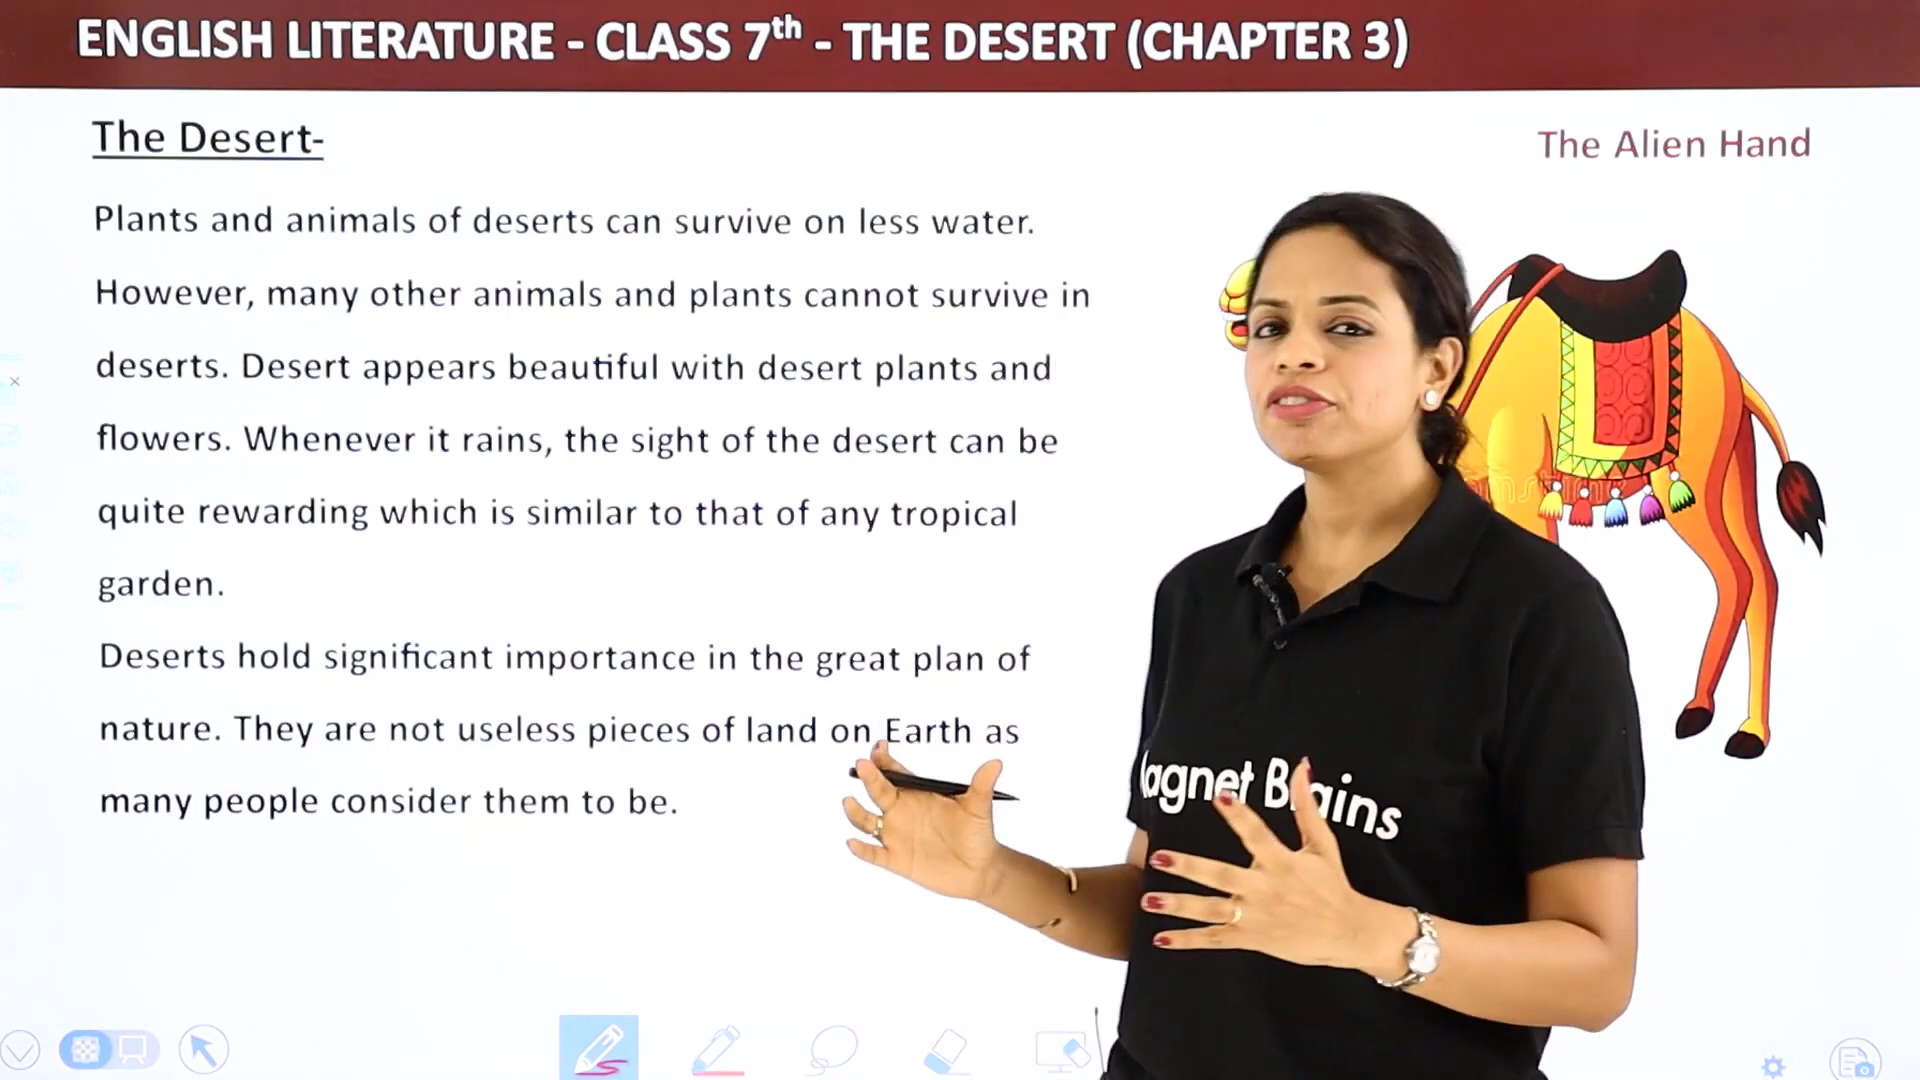 ENGLISH LITERATURE - CLASS 7th - THE DESERT (CHAPTER 3)
The Desert-
The Alien Hand
Plants and animals of deserts can survive on less water.
However, many other animals and plants cannot survive in
deserts. Desert appears beautiful with desert plants and
flowers. Whenever it rains, the sight of the desert can be
quite rewarding which is similar to that of any tropical
garden.
Deserts hold significant importance in the great plan of
nature. They are not useless pieces of land on Earth as
many people consider them to be.
agnet Brains